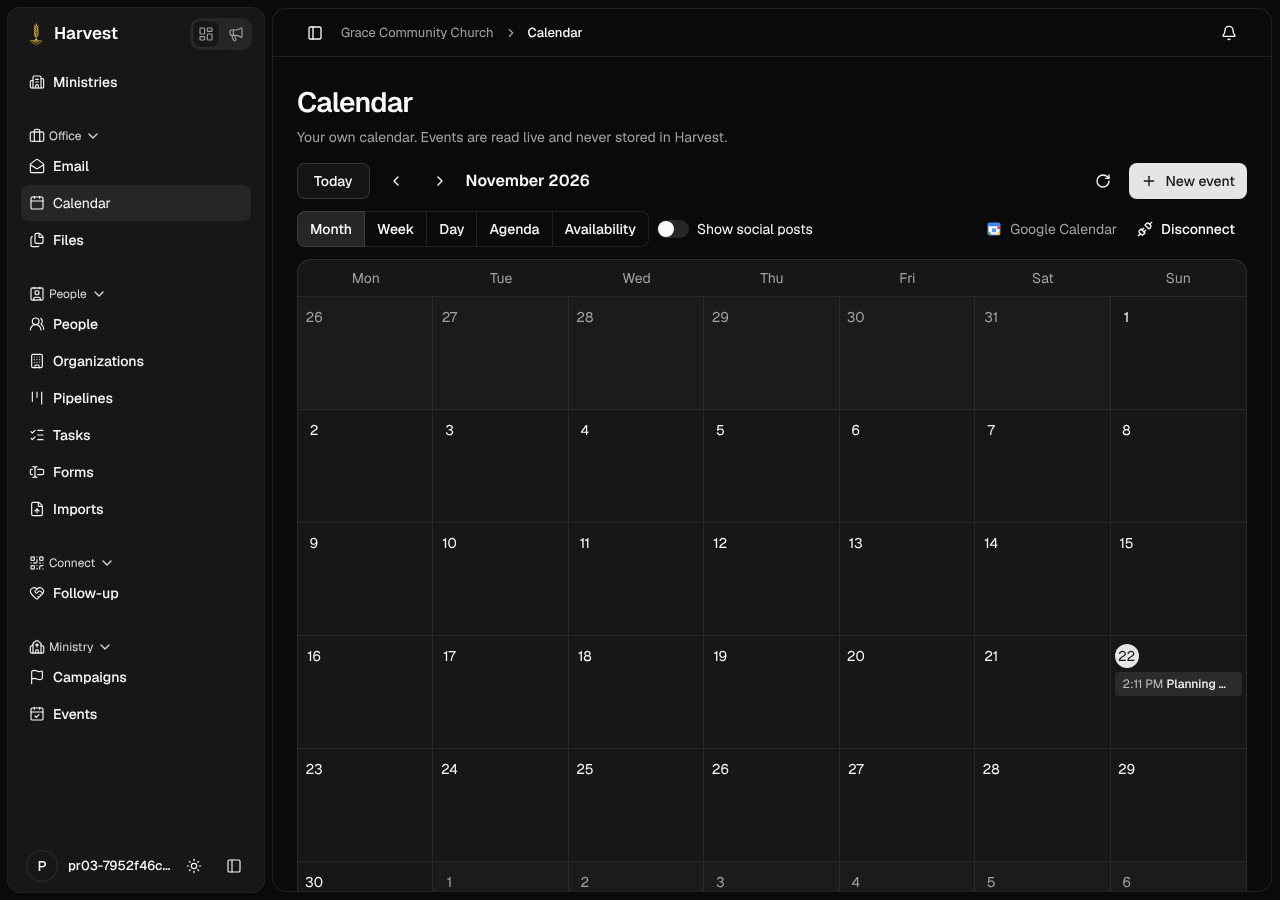 Harvest
Ministries
Office
Email
Calendar
Files
People
People
Organizations
Pipelines
Tasks
Forms
Imports
Connect
Follow-up
Ministry
Campaigns
Events
P
pr03-7952f46c…
Grace Community Church > Calendar
Calendar
Your own calendar. Events are read live and never stored in Harvest.
Today
November 2026
New event
Month Week Day Agenda Availability Show social posts
Google Calendar Disconnect
Mon Tue Wed Thu Fri Sat Sun
26 27 28 29 30 31 1
2 3 4 5 6 7 8
9 10 11 12 13 14 15
16 17 18 19 20 21 22
2:11 PM Planning …
23 24 25 26 27 28 29
30 1 2 3 4 5 6